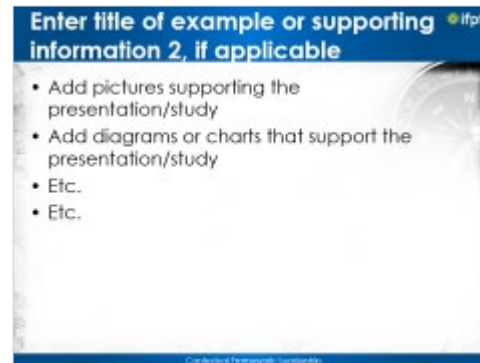 Enter title of example or supporting
information 2, if applicable
ifpt
• Add pictures supporting the
presentation/study
• Add diagrams or charts that support the
presentation/study
• Etc.
• Etc.